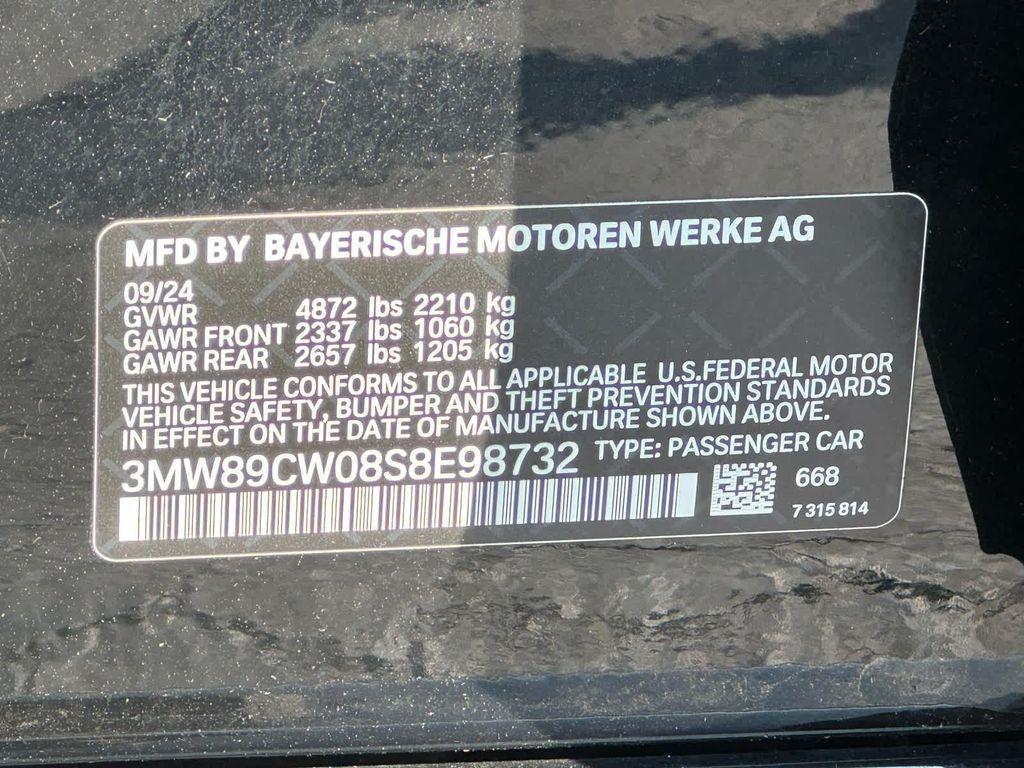 MFD BY BAYERISCHE MOTOREN WERKE AG
09/24
GVWR 4872 lbs 2210 kg
GAWR FRONT 2337 lbs 1060 kg
GAWR REAR 2657 lbs 1205 kg
THIS VEHICLE CONFORMS TO ALL APPLICABLE U.S.FEDERAL MOTOR
VEHICLE SAFETY, BUMPER AND THEFT PREVENTION STANDARDS
IN EFFECT ON THE DATE OF MANUFACTURE SHOWN ABOVE.
3MW89CW08S8E98732 TYPE: PASSENGER CAR
668
7 315 814